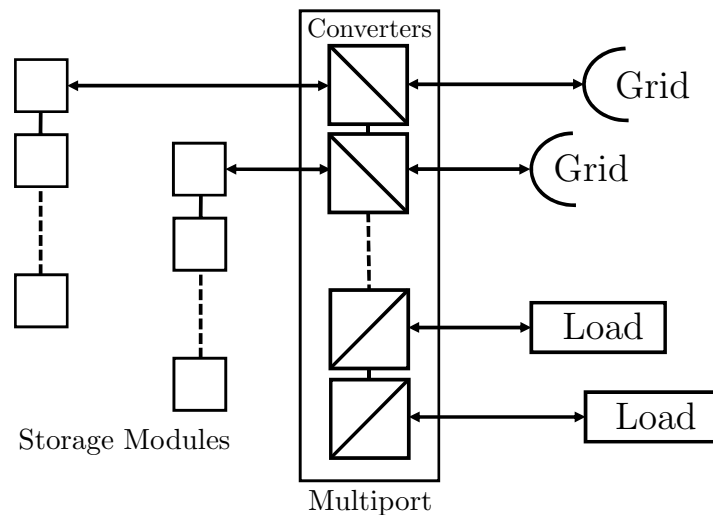 Converters
Grid
Grid
Load
Load
Storage Modules
Multiport